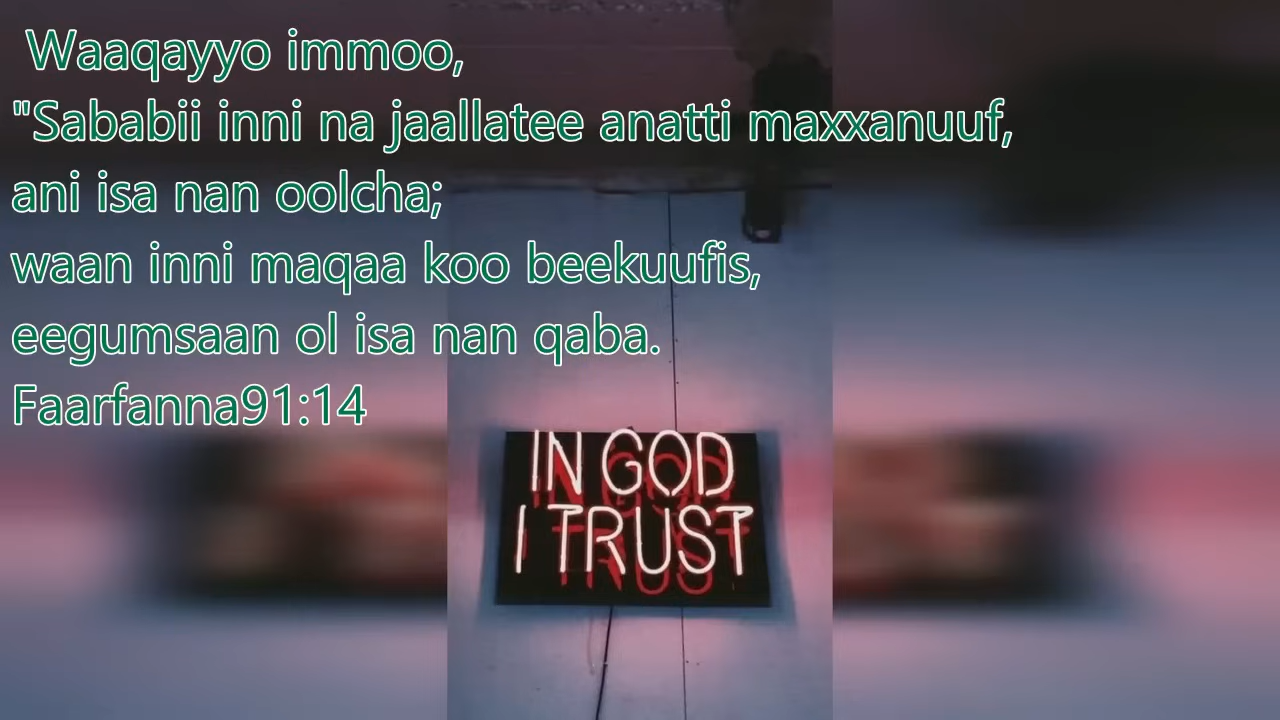 Waaqayyo immoo,
"Sababii inni na jaallatee anatti maxxanuuf,
ani isa nan oolcha;
waan inni maqaa koo beekuufis,
eegumsaan ol isa nan qaba.
Faarfanna91:14
IN GOD
I TRUST